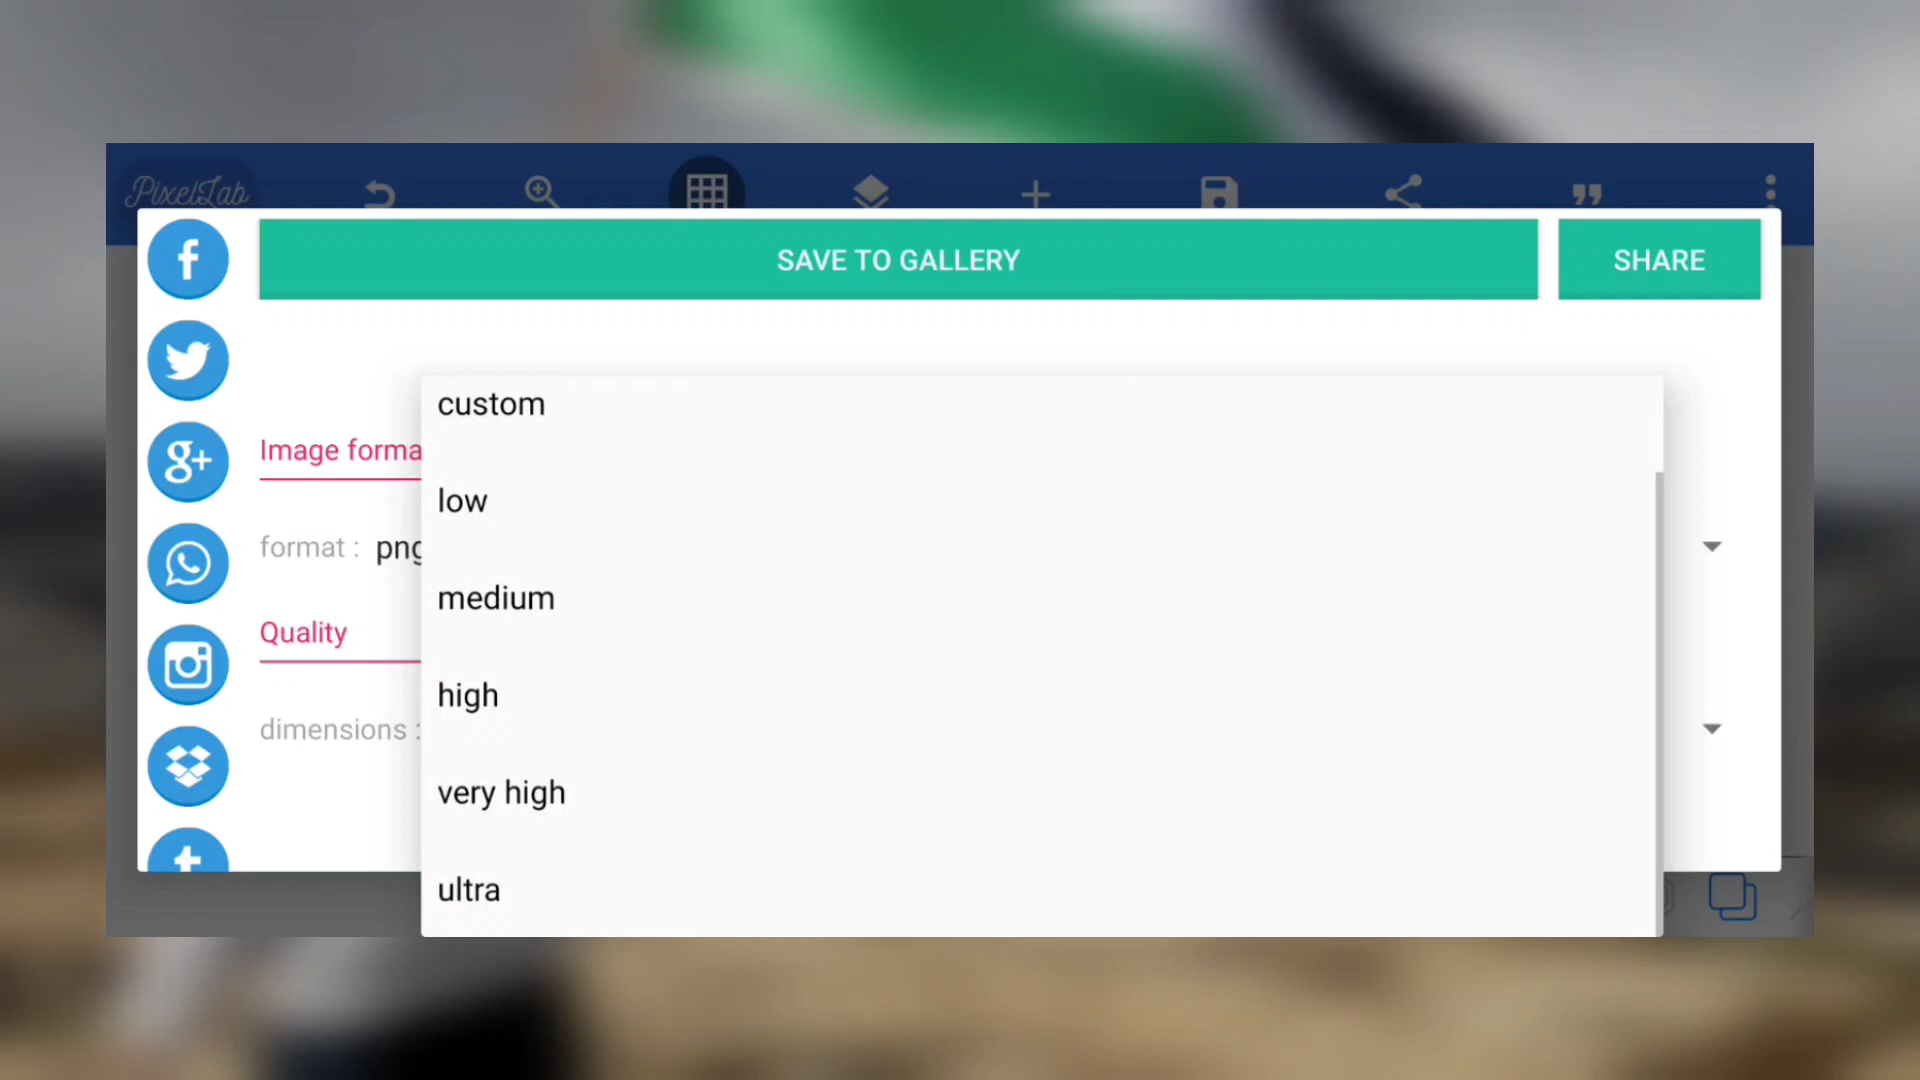 PixelLab
SAVE TO GALLERY
SHARE
custom
Image forma
low
format : png
medium
Quality
high
dimensions :
very high
ultra